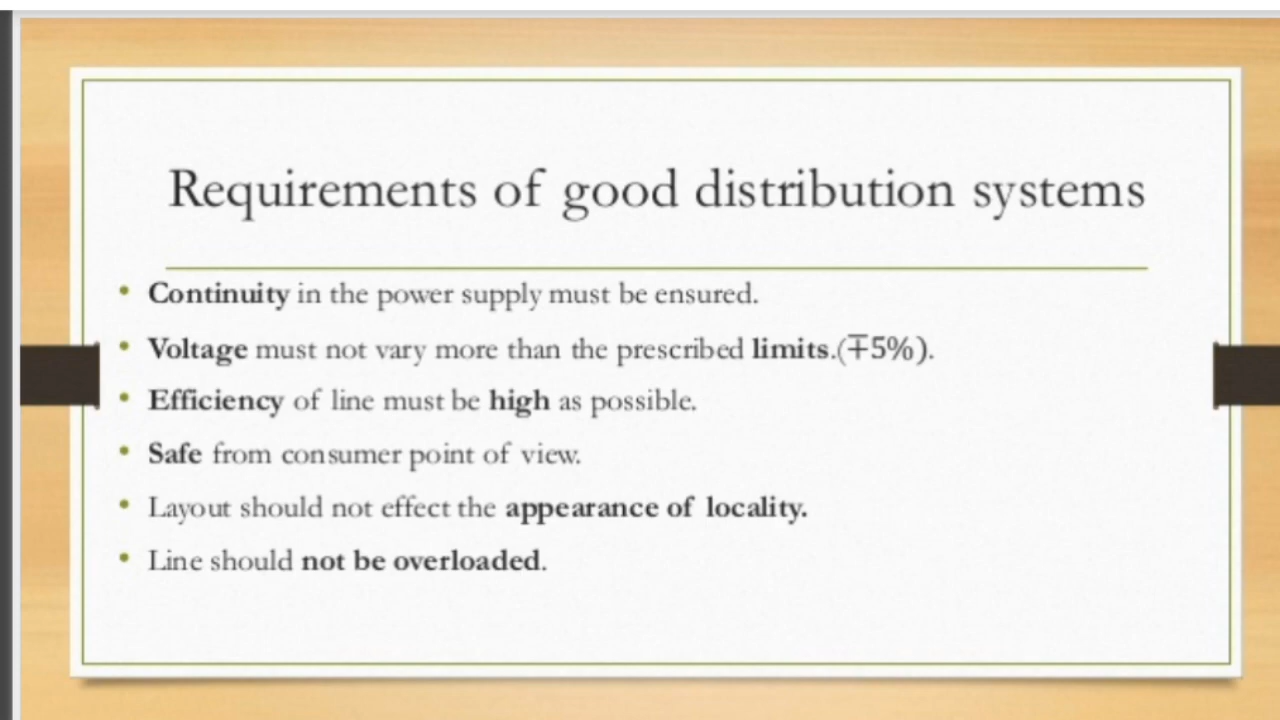 Requirements of good distribution systems
• Continuity in the power supply must be ensured.
• Voltage must not vary more than the prescribed limits.(∓5%).
• Efficiency of line must be high as possible.
• Safe from consumer point of view.
• Layout should not effect the appearance of locality.
• Line should not be overloaded.